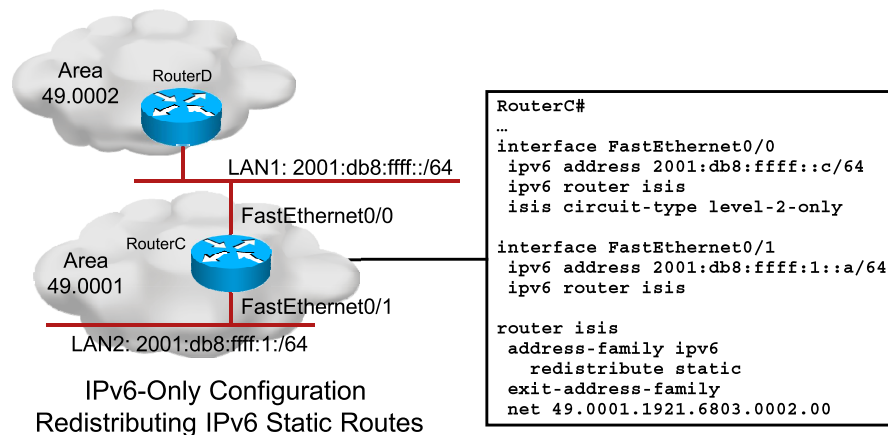 Area
49.0002
RouterD
LAN1: 2001:db8:ffff::/64
FastEthernet0/0
RouterC
Area
49.0001
FastEthernet0/1
LAN2: 2001:db8:ffff:1:/64
IPv6-Only Configuration
Redistributing IPv6 Static Routes
RouterC#
…
interface FastEthernet0/0
ipv6 address 2001:db8:ffff::c/64
ipv6 router isis
isis circuit-type level-2-only
interface FastEthernet0/1
ipv6 address 2001:db8:ffff:1::a/64
ipv6 router isis
router isis
address-family ipv6
redistribute static
exit-address-family
net 49.0001.1921.6803.0002.00